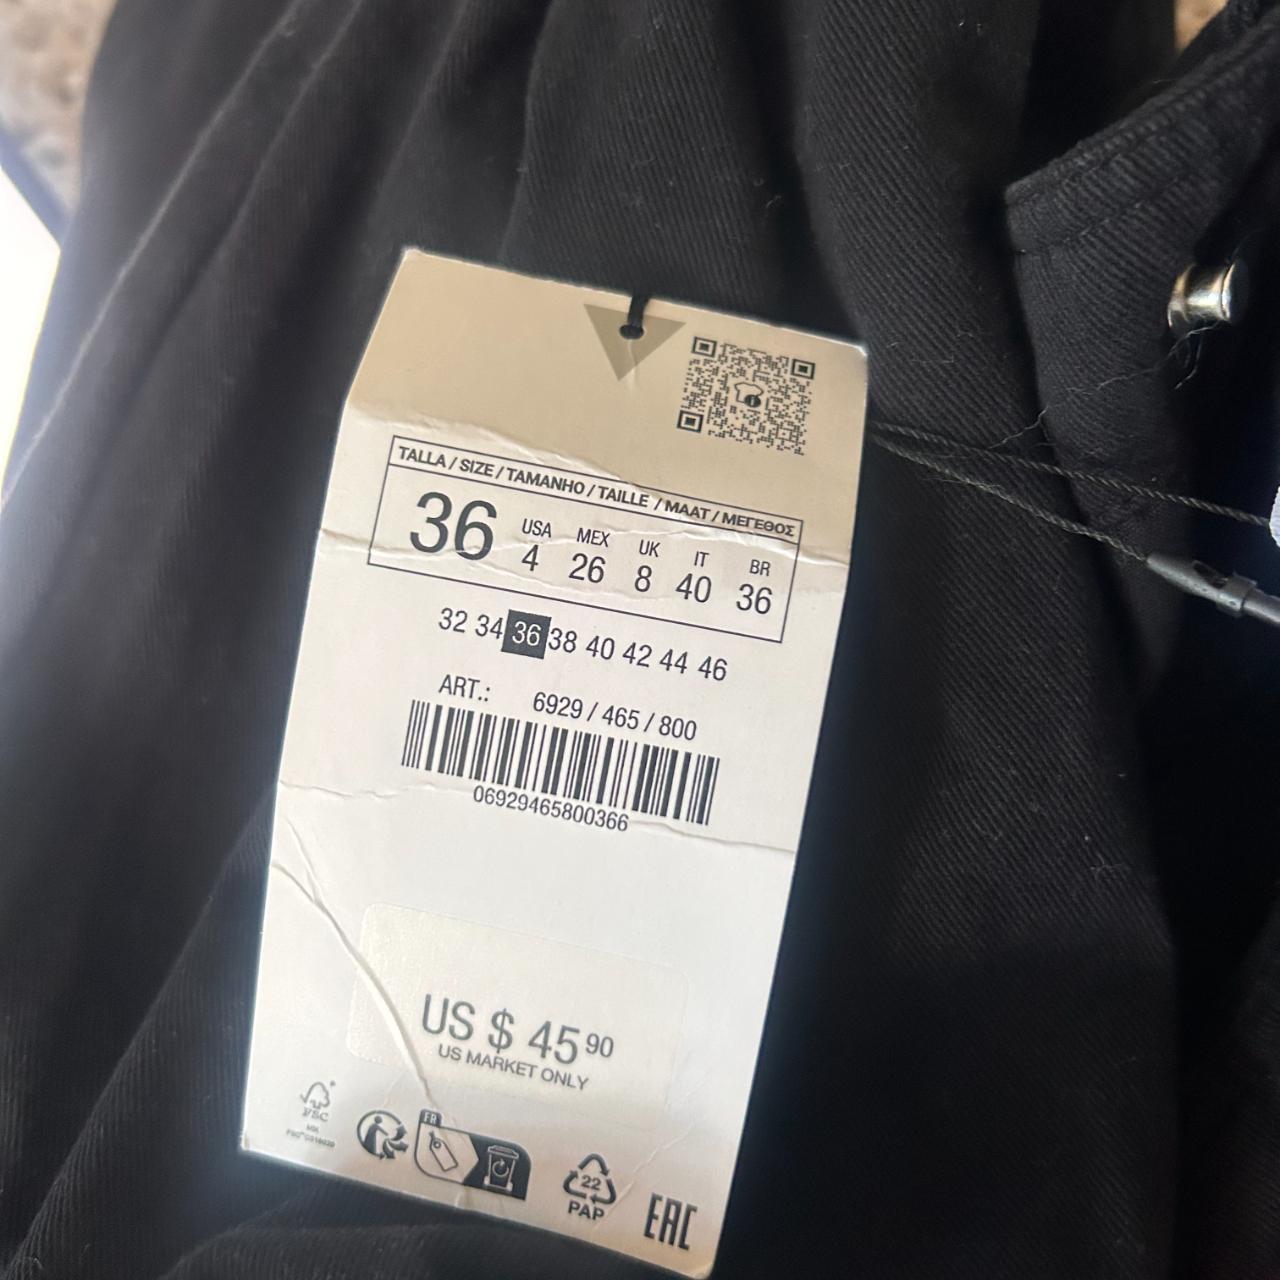 TALLA / SIZE / TAMANHO / TAILLE / MAAT / ΜΕΓΕΘΟΣ
36 USA 4 MEX 26 UK 8 IT 40 BR 36
32 34 36 38 40 42 44 46
ART.: 6929 / 465 / 800
06929465800366
US $ 45 90
US MARKET ONLY
FSC
MIX
FR
22
PAP
EAC